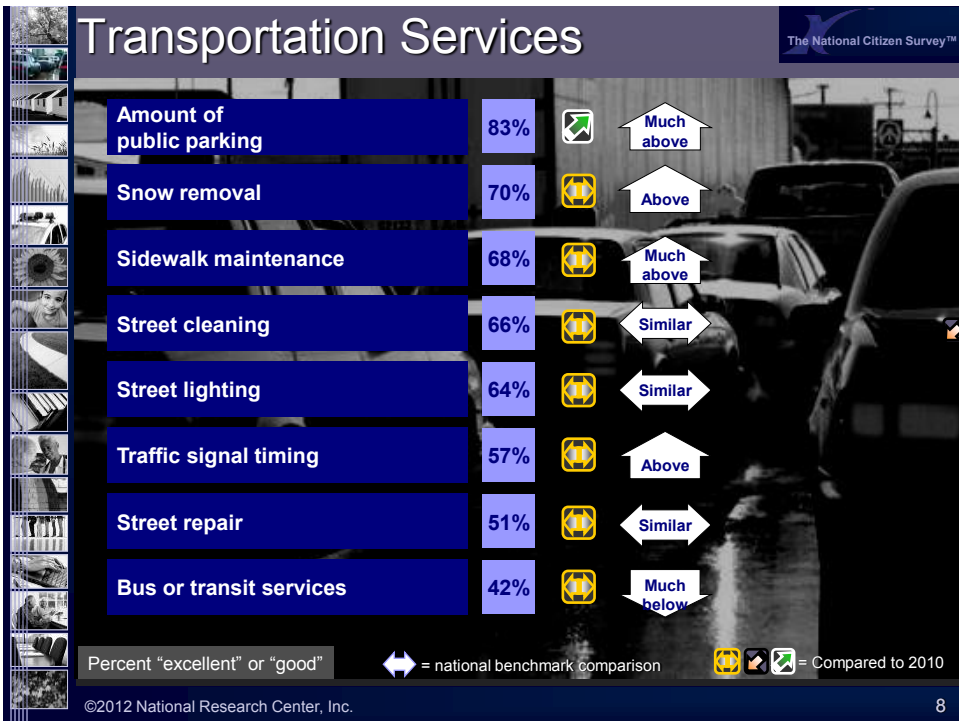 Transportation Services
The National Citizen Survey™
Amount of
public parking
83%
Much
above
Snow removal
70%
Above
Sidewalk maintenance
68%
Much
above
Street cleaning
66%
Similar
Street lighting
64%
Similar
Traffic signal timing
57%
Above
Street repair
51%
Similar
Bus or transit services
42%
Much
below
Percent “excellent” or “good”
= national benchmark comparison
= Compared to 2010
©2012 National Research Center, Inc.
8